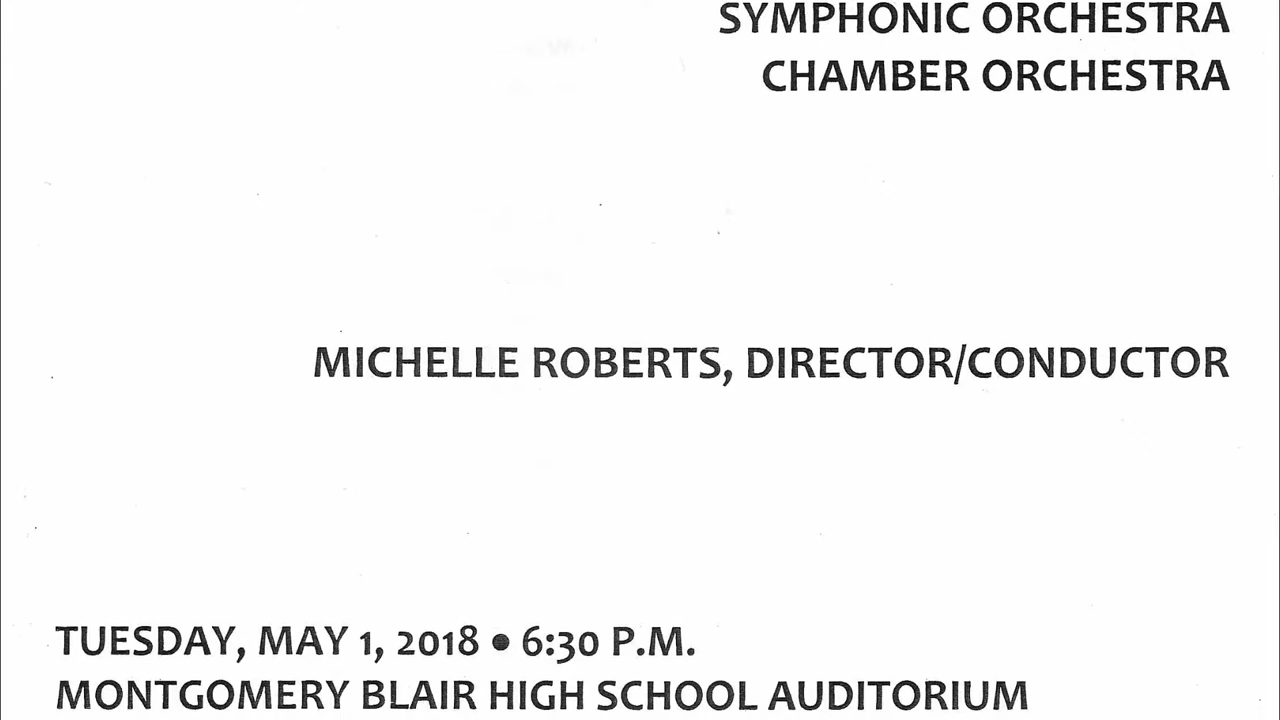 SYMPHONIC ORCHESTRA
CHAMBER ORCHESTRA
MICHELLE ROBERTS, DIRECTOR/CONDUCTOR
TUESDAY, MAY 1, 2018 ● 6:30 P.M.
MONTGOMERY BLAIR HIGH SCHOOL AUDITORIUM